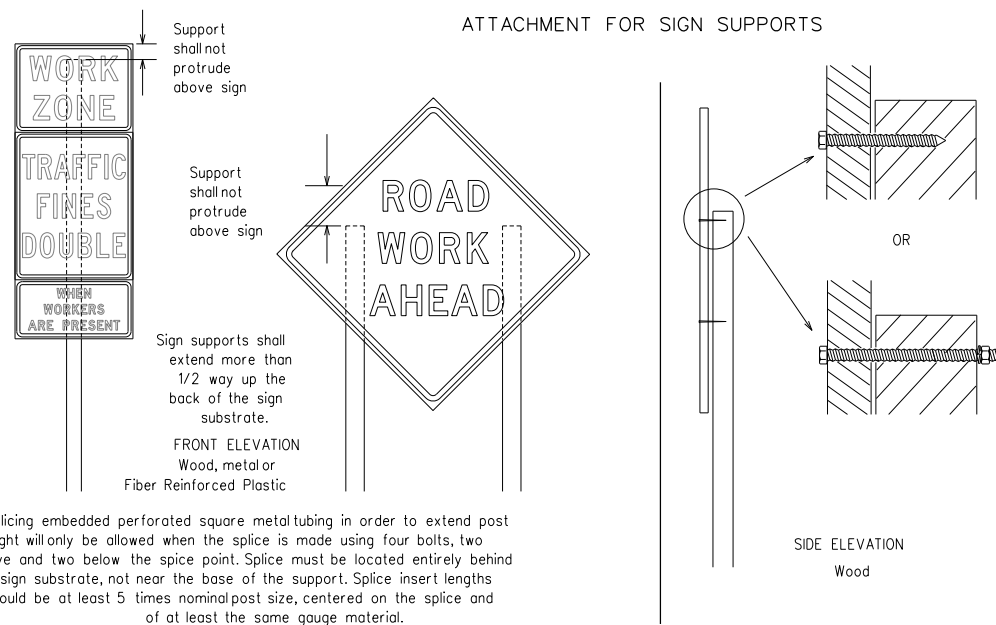 ATTACHMENT FOR SIGN SUPPORTS
Support
shall not
protrude
above sign
WORK
ZONE
TRAFFIC
FINES
DOUBLE
WHEN
WORKERS
ARE PRESENT
Support
shall not
protrude
above sign
ROAD
WORK
AHEAD
Sign supports shall
extend more than
1/2 way up the
back of the sign
substrate.
FRONT ELEVATION
Wood, metal or
Fiber Reinforced Plastic
OR
SIDE ELEVATION
Wood
licing embedded perforated square metal tubing in order to extend post
ght will only be allowed when the splice is made using four bolts, two
ve and two below the spice point. Splice must be located entirely behind
sign substrate, not near the base of the support. Splice insert lengths
ould be at least 5 times nominal post size, centered on the splice and
of at least the same gauge material.